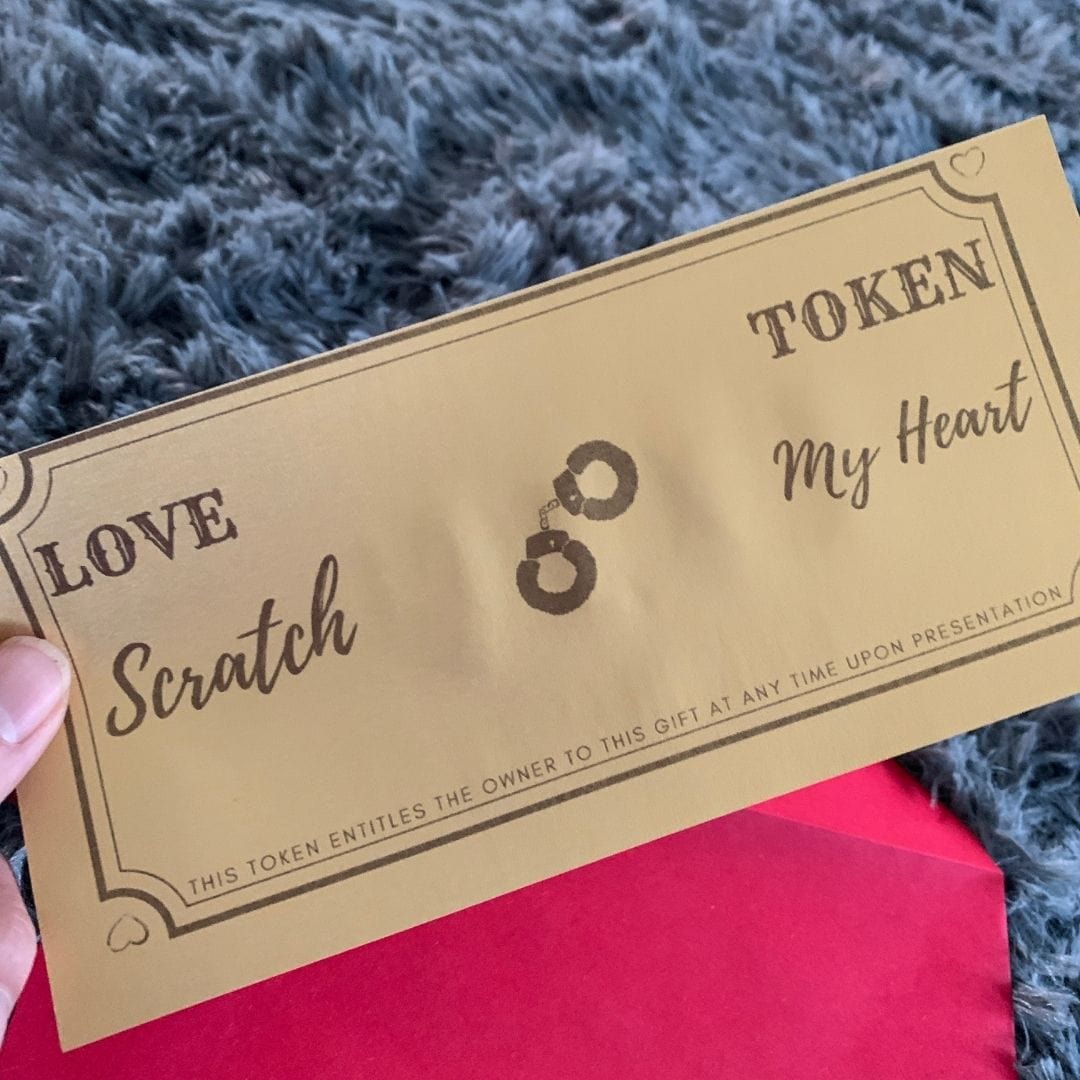 LOVE TOKEN
Scratch My Heart
THIS TOKEN ENTITLES THE OWNER TO THIS GIFT AT ANY TIME UPON PRESENTATION